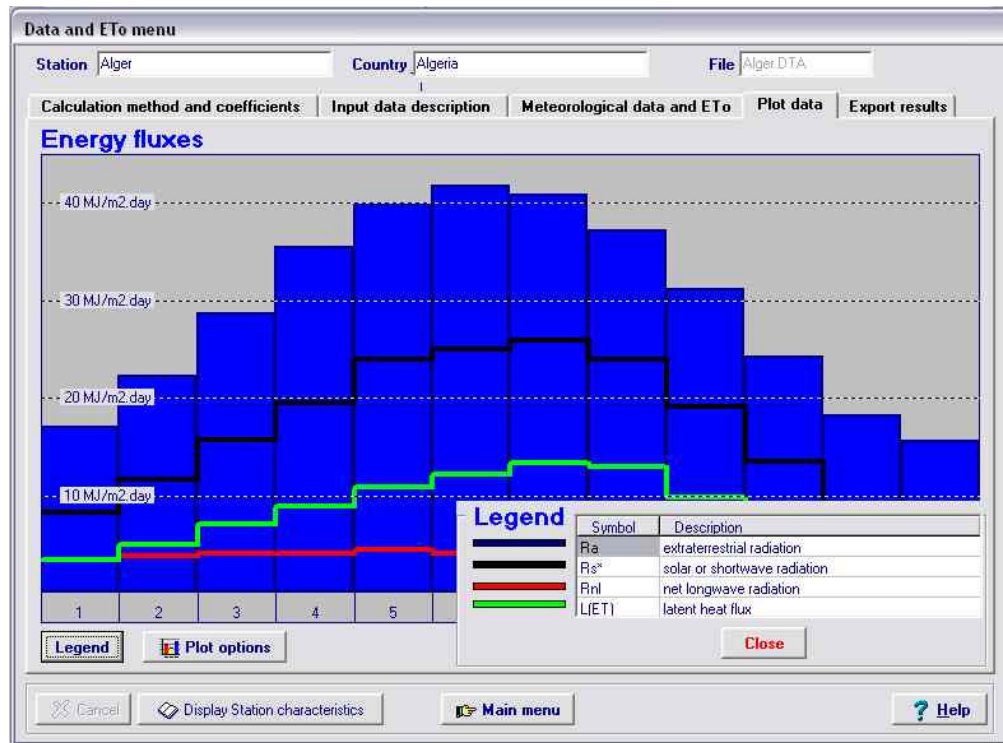 Data and ETo menu
Station Alger Country Algeria File Alger.DTA
Calculation method and coefficients Input data description Meteorological data and ETo Plot data Export results
Energy fluxes
40 MJ/m2.day
30 MJ/m2.day
20 MJ/m2.day
10 MJ/m2.day
Legend Symbol Description
Ra extraterrestrial radiation
Rs* solar or shortwave radiation
Rnl net longwave radiation
L(ET) latent heat flux
1 2 3 4 5
Close
Legend Plot options
Cancel Display Station characteristics Main menu ? Help